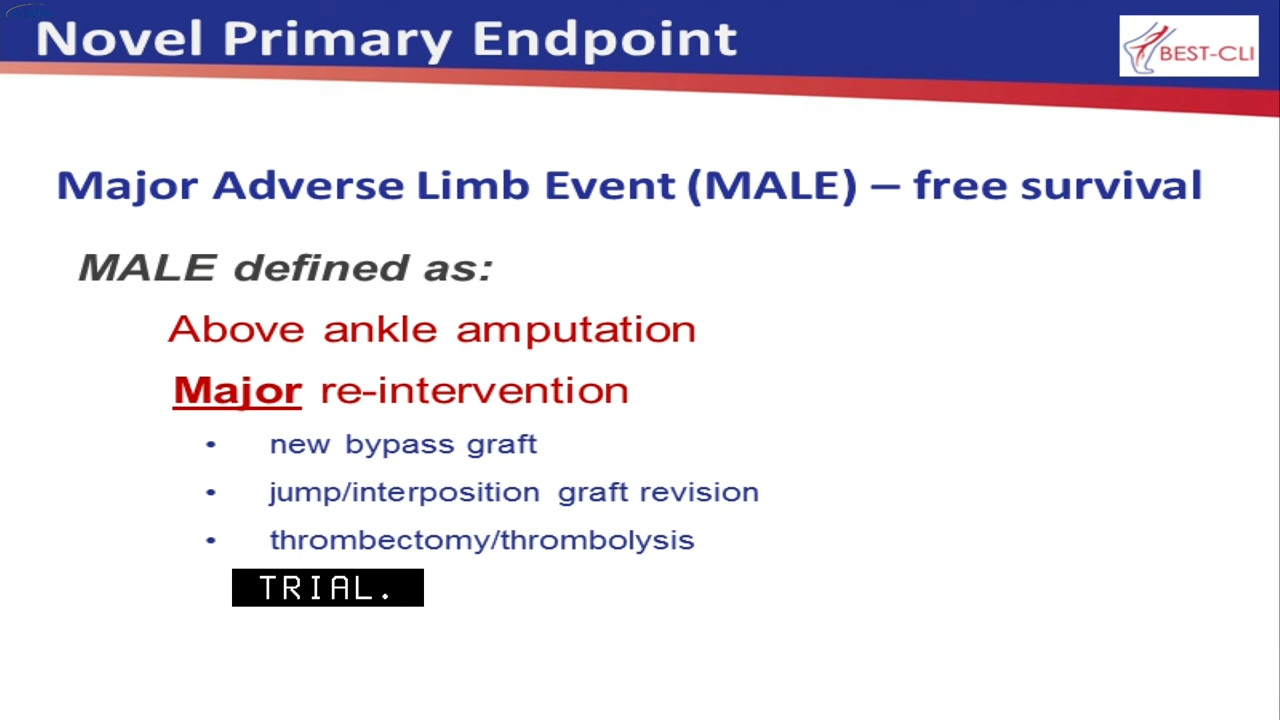 Novel Primary Endpoint
BEST-CLI
Major Adverse Limb Event (MALE) – free survival
MALE defined as:
Above ankle amputation
Major re-intervention
• new bypass graft
• jump/interposition graft revision
• thrombectomy/thrombolysis
TRIAL.